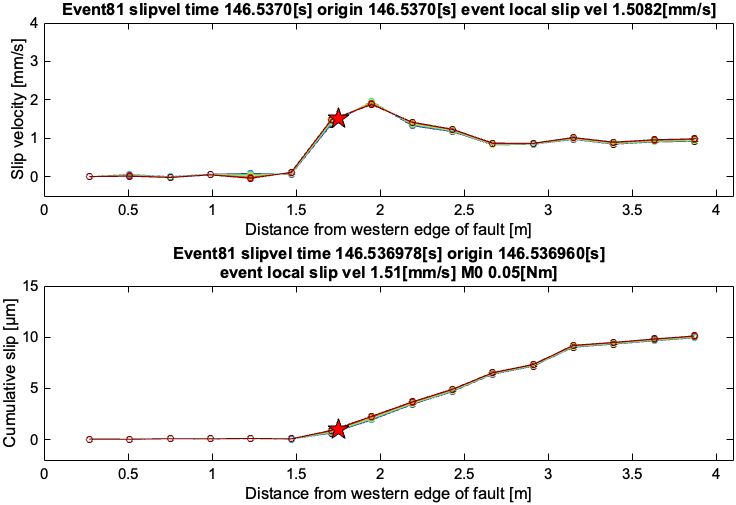 Event81 slipvel time 146.5370[s] origin 146.5370[s] event local slip vel 1.5082[mm/s]
4
3
2
1
0
Slip velocity [mm/s]
0 0.5 1 1.5 2 2.5 3 3.5 4
Distance from western edge of fault [m]
Event81 slipvel time 146.536978[s] origin 146.536960[s]
event local slip vel 1.51[mm/s] M0 0.05[Nm]
15
10
5
0
Cumulative slip [µm]
0 0.5 1 1.5 2 2.5 3 3.5 4
Distance from western edge of fault [m]